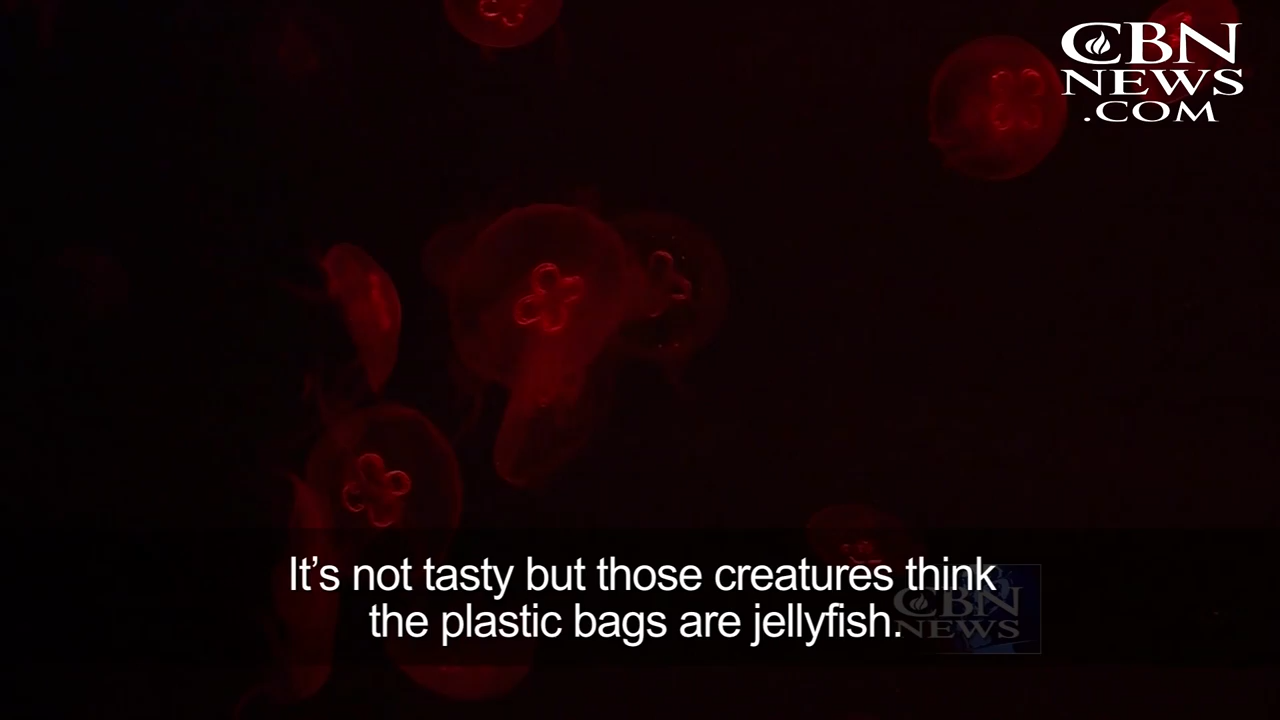 CBN
NEWS
.COM
It's not tasty but those creatures think
the plastic bags are jellyfish.
CBN
NEWS